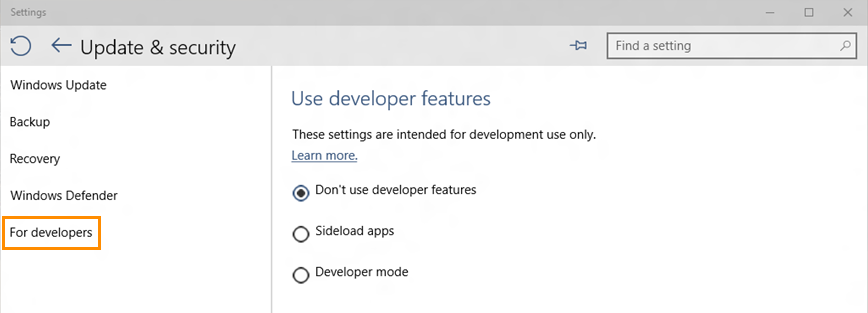 Settings
Update & security
Find a setting
Windows Update
Backup
Recovery
Windows Defender
For developers
Use developer features
These settings are intended for development use only.
Learn more.
Don't use developer features
Sideload apps
Developer mode